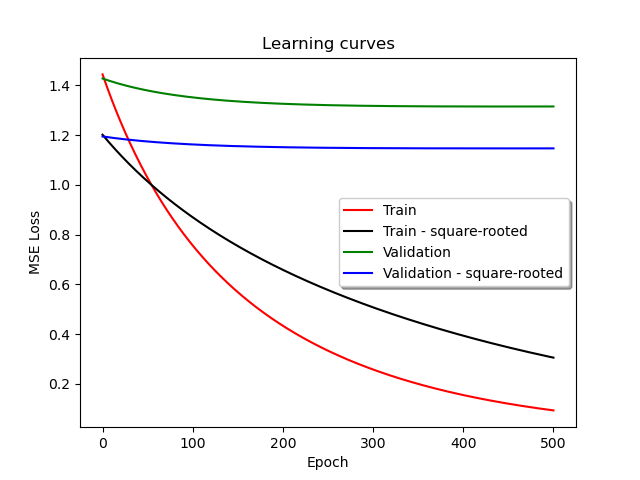 Learning curves
MSE Loss
1.4
1.2
1.0
0.8
0.6
0.4
0.2
Train
Train - square-rooted
Validation
Validation - square-rooted
0 100 200 300 400 500
Epoch